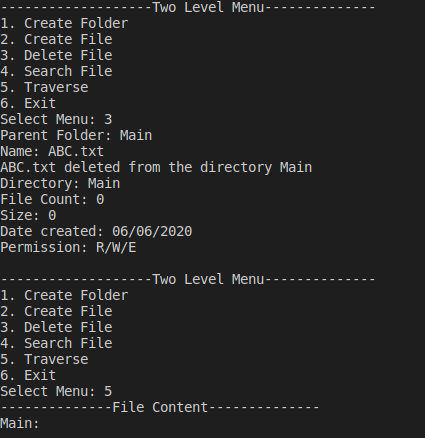 -------------------Two Level Menu--------------
1. Create Folder
2. Create File
3. Delete File
4. Search File
5. Traverse
6. Exit
Select Menu: 3
Parent Folder: Main
Name: ABC.txt
ABC.txt deleted from the directory Main
Directory: Main
File Count: 0
Size: 0
Date created: 06/06/2020
Permission: R/W/E

-------------------Two Level Menu--------------
1. Create Folder
2. Create File
3. Delete File
4. Search File
5. Traverse
6. Exit
Select Menu: 5
--------------File Content--------------
Main: